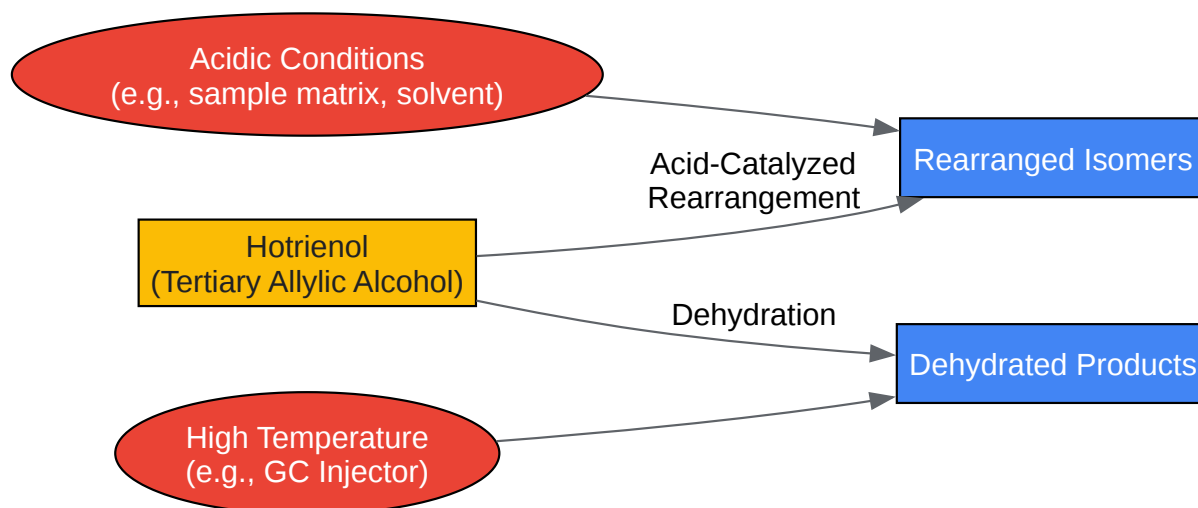 Acidic Conditions
(e.g., sample matrix, solvent)
Rearranged Isomers
Acid-Catalyzed
Rearrangement
Hotrienol
(Tertiary Allylic Alcohol)
Dehydration
Dehydrated Products
High Temperature
(e.g., GC Injector)